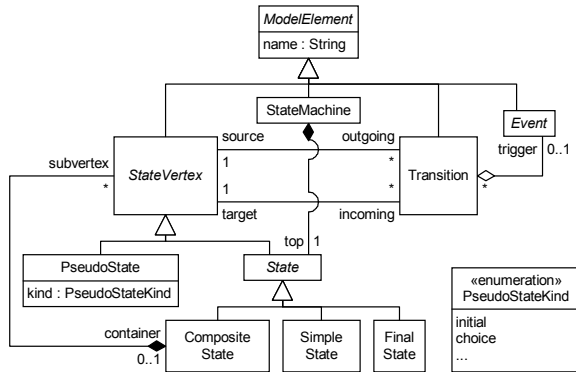 ModelElement
name : String
StateMachine
Event
source
outgoing
trigger
0..1
subvertex
1
*
*
StateVertex
Transition
*
1
*
target
incoming
top
1
PseudoState
kind : PseudoStateKind
State
«enumeration»
PseudoStateKind
initial
choice
...
container
0..1
Composite
State
Simple
State
Final
State